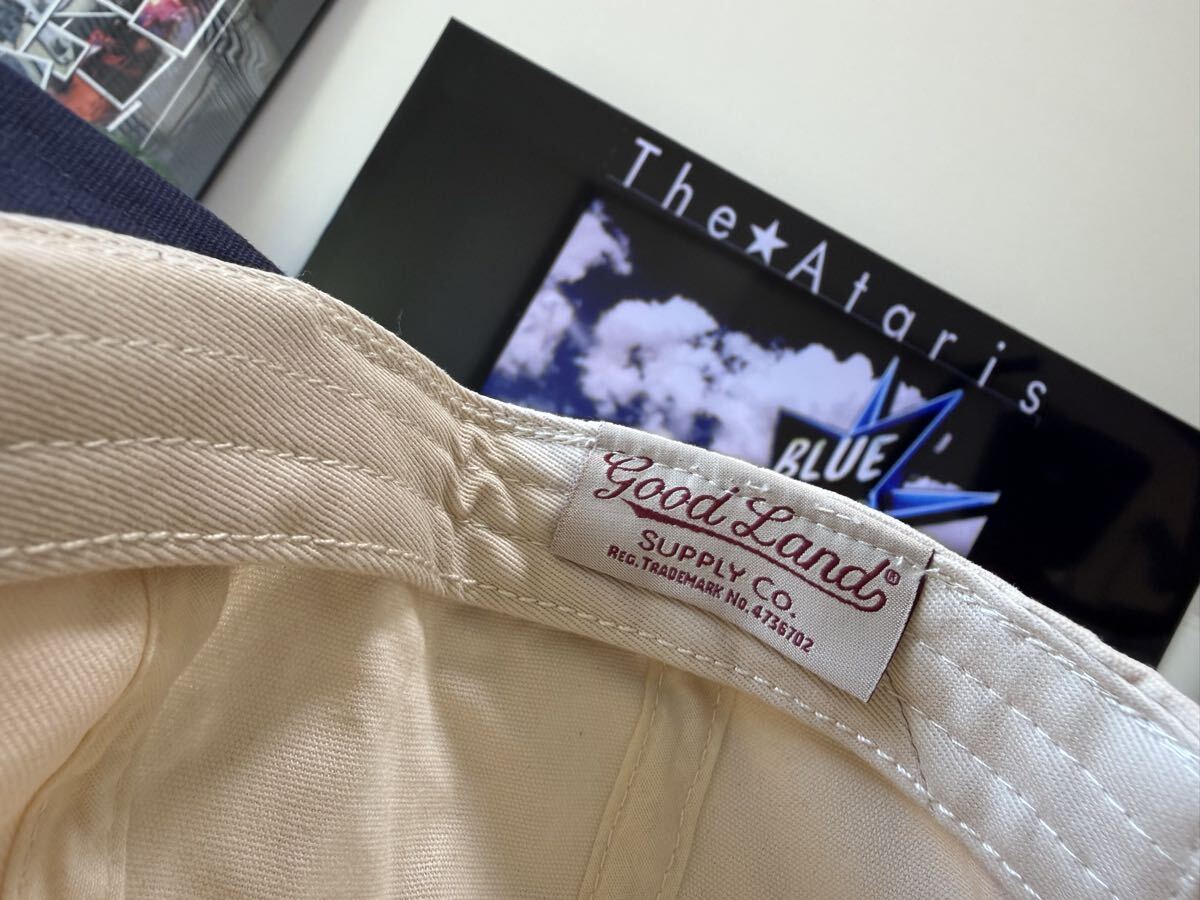 The★Ataris
BLUE
Good Land®
SUPPLY CO.
REG. TRADEMARK NO. 4736702